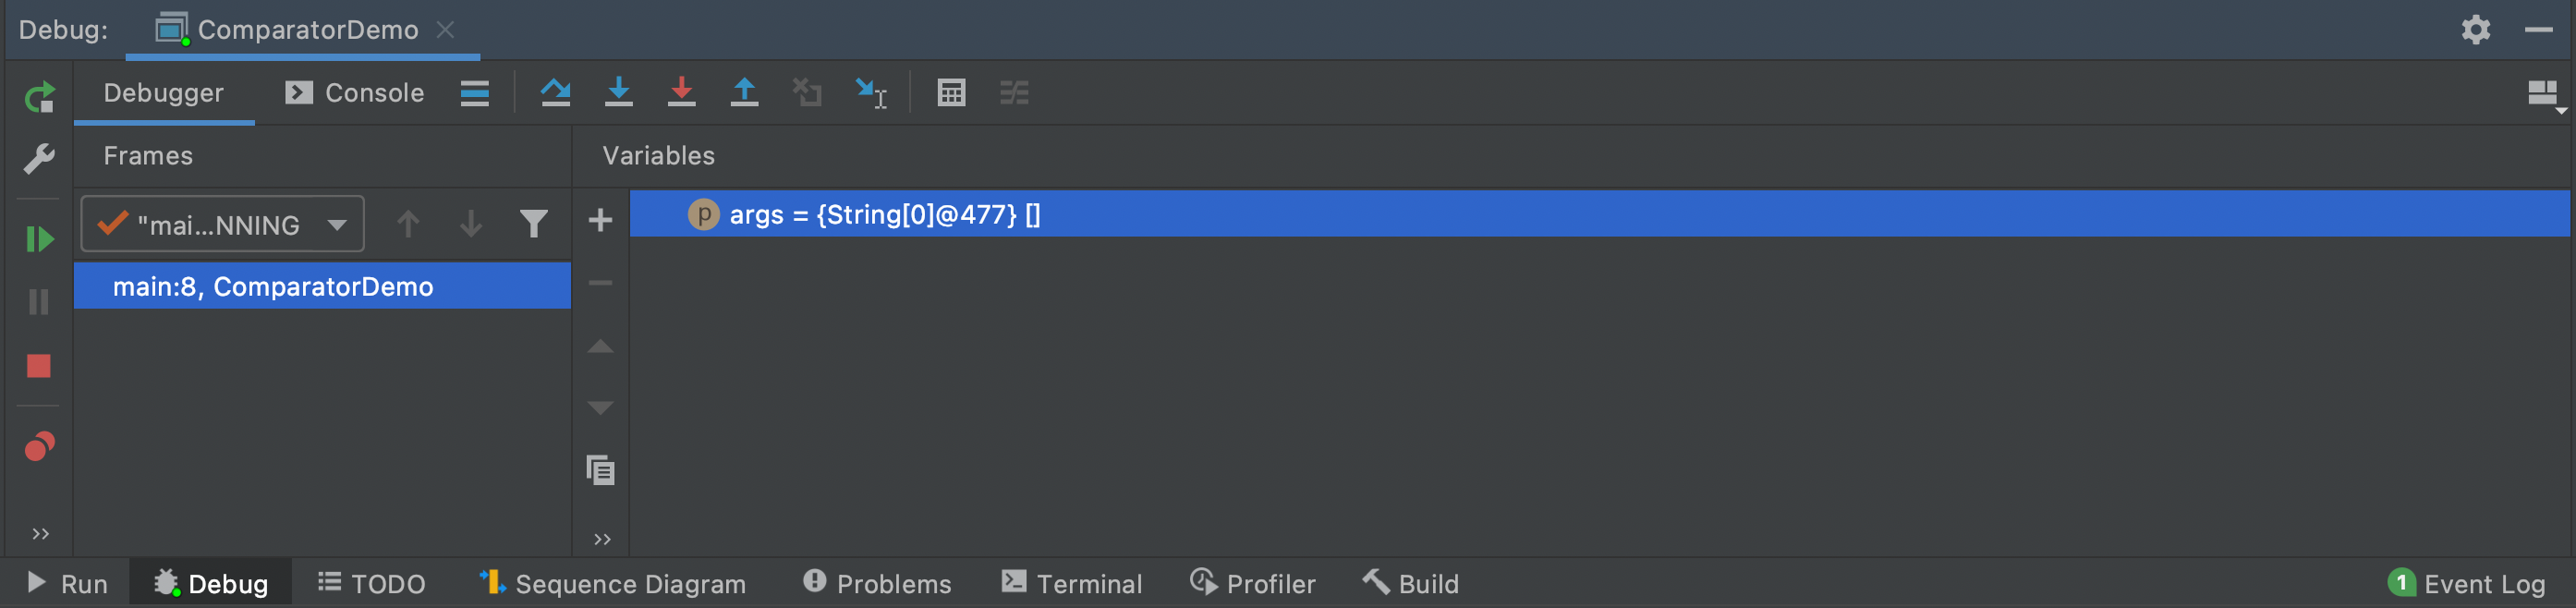 Debug: ComparatorDemo
Debugger Console
Frames Variables
"mai...NNING
p args = {String[0]@477} []
main:8, ComparatorDemo
Run Debug TODO Sequence Diagram Problems Terminal Profiler Build 1 Event Log